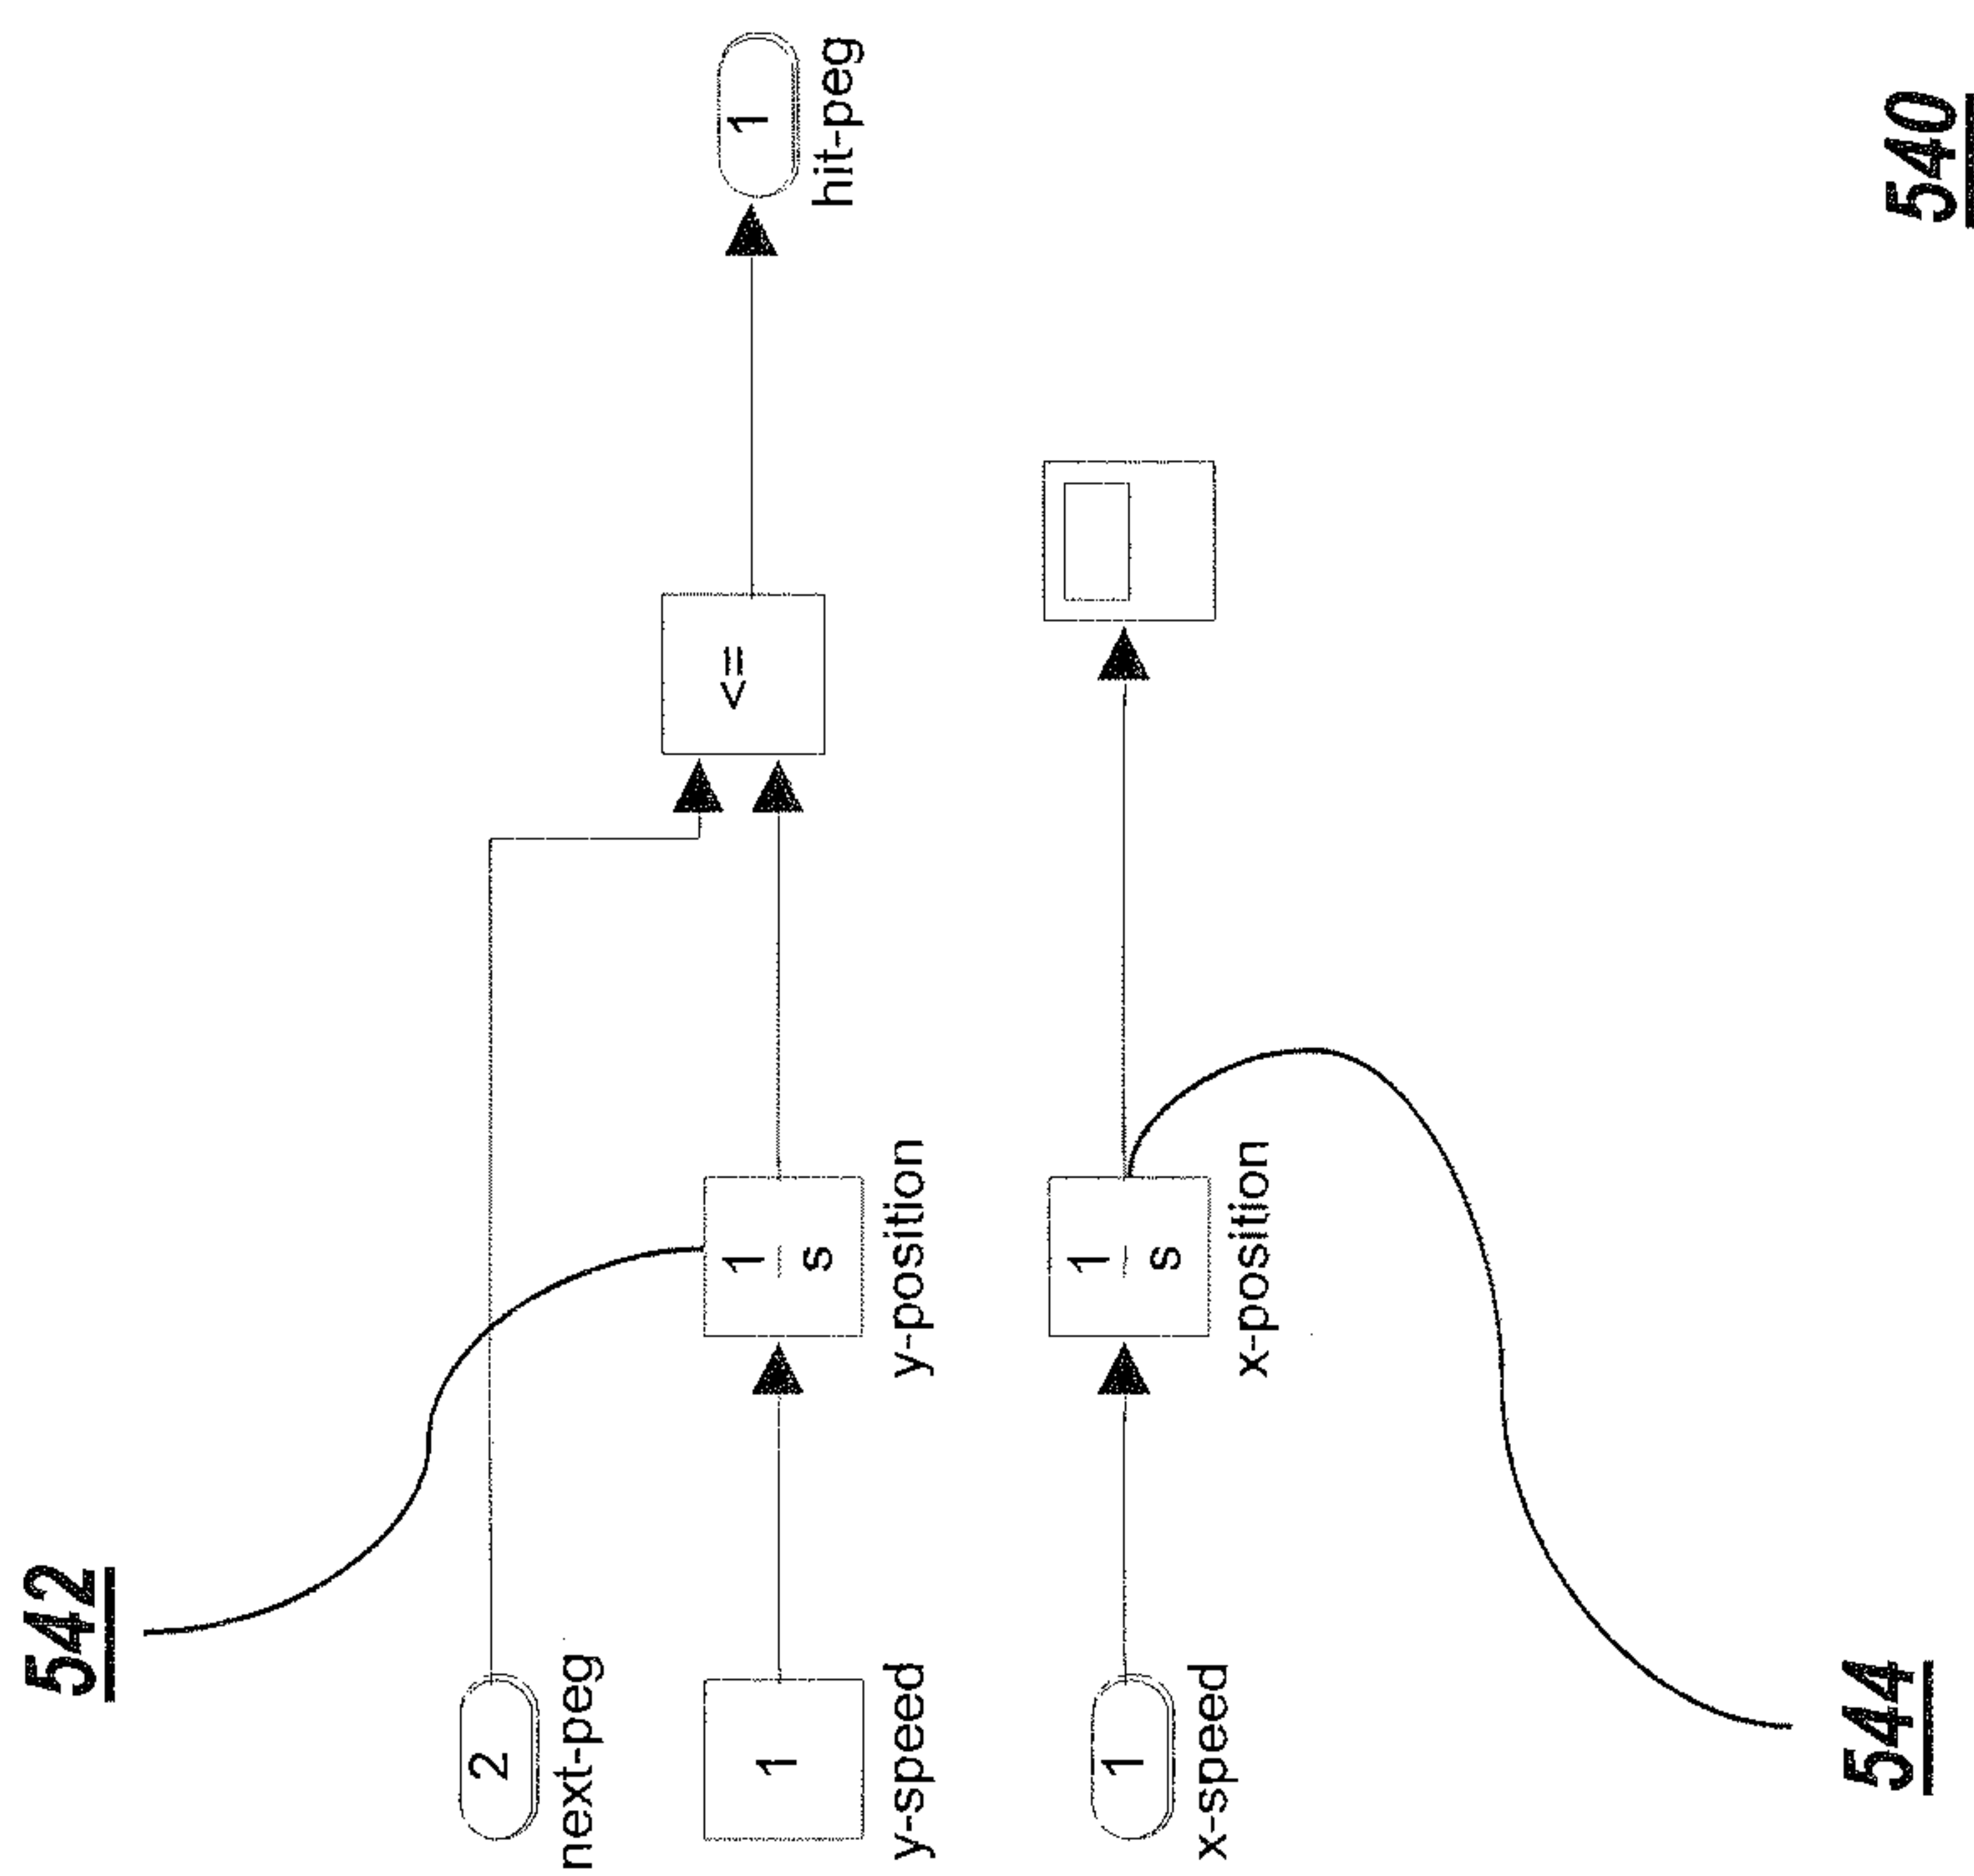 542
2
next-peg
<=
1
hit-peg
1
y-speed
1
s
y-position
1
x-speed
1
s
x-position
544
540